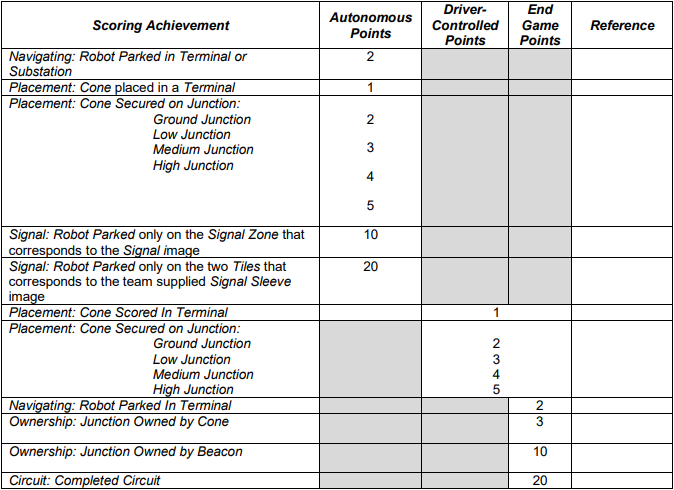 Scoring Achievement Autonomous Points Driver-Controlled Points End Game Points Reference
Navigating: Robot Parked in Terminal or 2
Substation
Placement: Cone placed in a Terminal 1
Placement: Cone Secured on Junction:
Ground Junction 2
Low Junction 3
Medium Junction 4
High Junction 5
Signal: Robot Parked only on the Signal Zone that 10
corresponds to the Signal image
Signal: Robot Parked only on the two Tiles that 20
corresponds to the team supplied Signal Sleeve
image
Placement: Cone Scored In Terminal 1
Placement: Cone Secured on Junction:
Ground Junction 2
Low Junction 3
Medium Junction 4
High Junction 5
Navigating: Robot Parked In Terminal 2
Ownership: Junction Owned by Cone 3
Ownership: Junction Owned by Beacon 10
Circuit: Completed Circuit 20